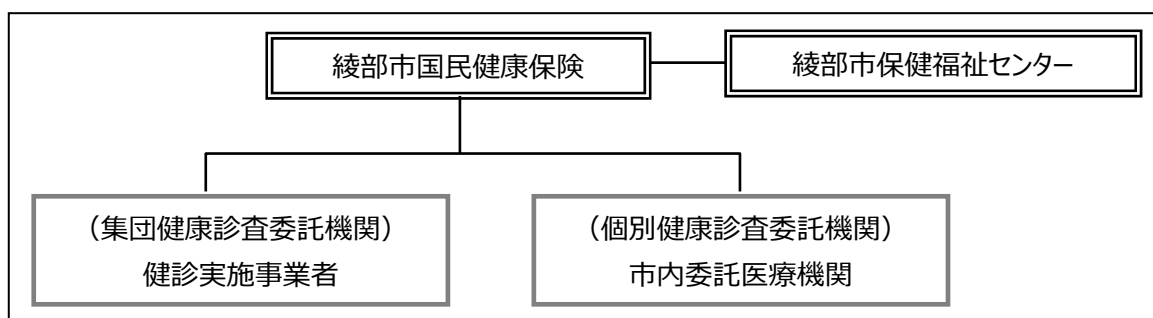 綾部市国民健康保険
綾部市保健福祉センター
（集団健康診査委託機関）
健診実施事業者
（個別健康診査委託機関）
市内委託医療機関